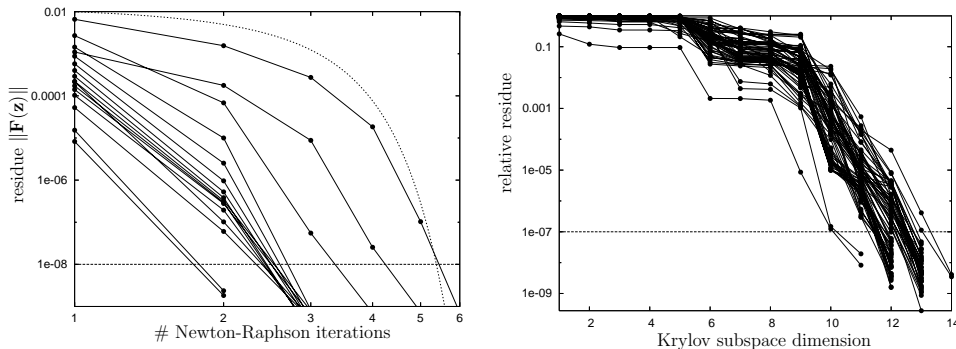 0.01
0.0001
1e-06
1e-08
residue ||F(z)||
1 2 3 4 5 6
# Newton-Raphson iterations
0.1
0.001
1e-05
1e-07
1e-09
relative residue
2 4 6 8 10 12 14
Krylov subspace dimension